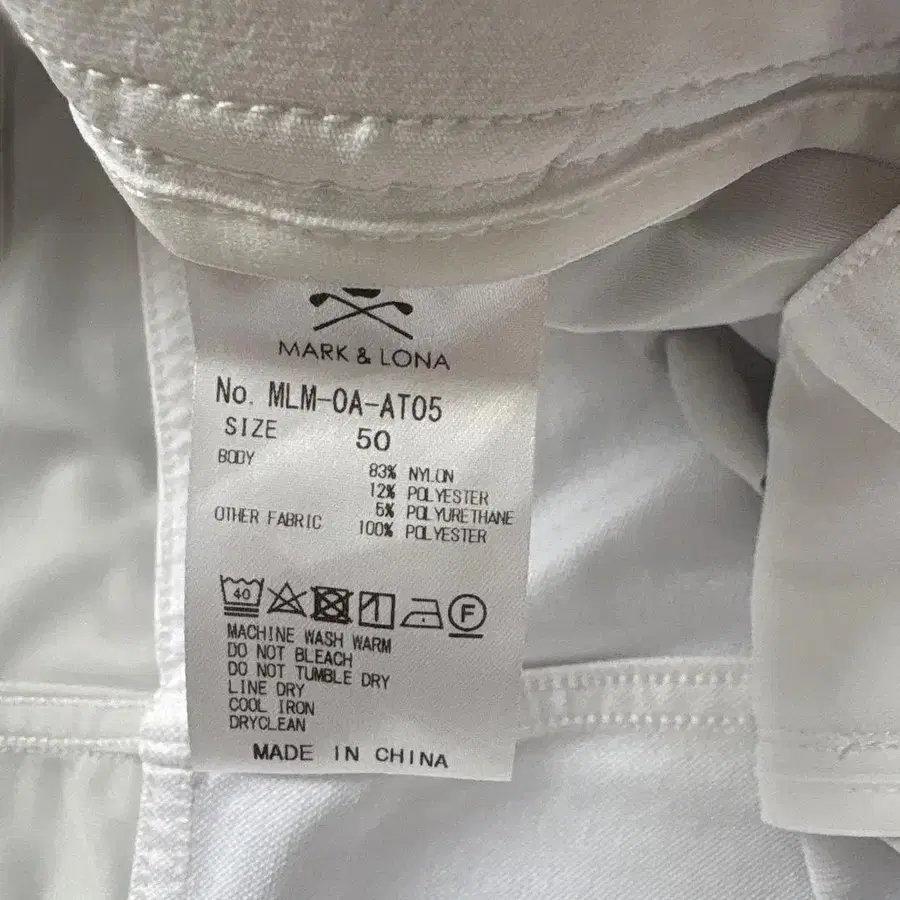 MARK & LONA
No. MLM-OA-AT05
SIZE 50
BODY
83% NYLON
12% POLYESTER
5% POLYURETHANE
OTHER FABRIC 100% POLYESTER
40
F
MACHINE WASH WARM
DO NOT BLEACH
DO NOT TUMBLE DRY
LINE DRY
COOL IRON
DRYCLEAN
MADE IN CHINA